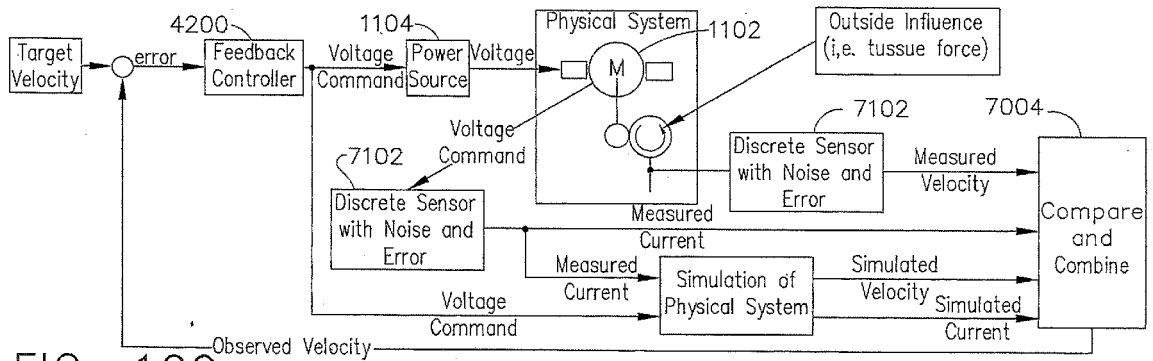 4200
1104
Physical System
1102
Outside Influence
(i,e. tussue force)
Target
Velocity
error
Feedback
Controller
Voltage
Command
Power
Source
Voltage
M
Voltage
Command
7102
Discrete Sensor
with Noise and
Error
7102
Discrete Sensor
with Noise and
Error
Measured
Velocity
7004
Compare
and
Combine
Measured
Current
Measured
Current
Simulation of
Physical System
Simulated
Velocity
Simulated
Current
Voltage
Command
Observed Velocity